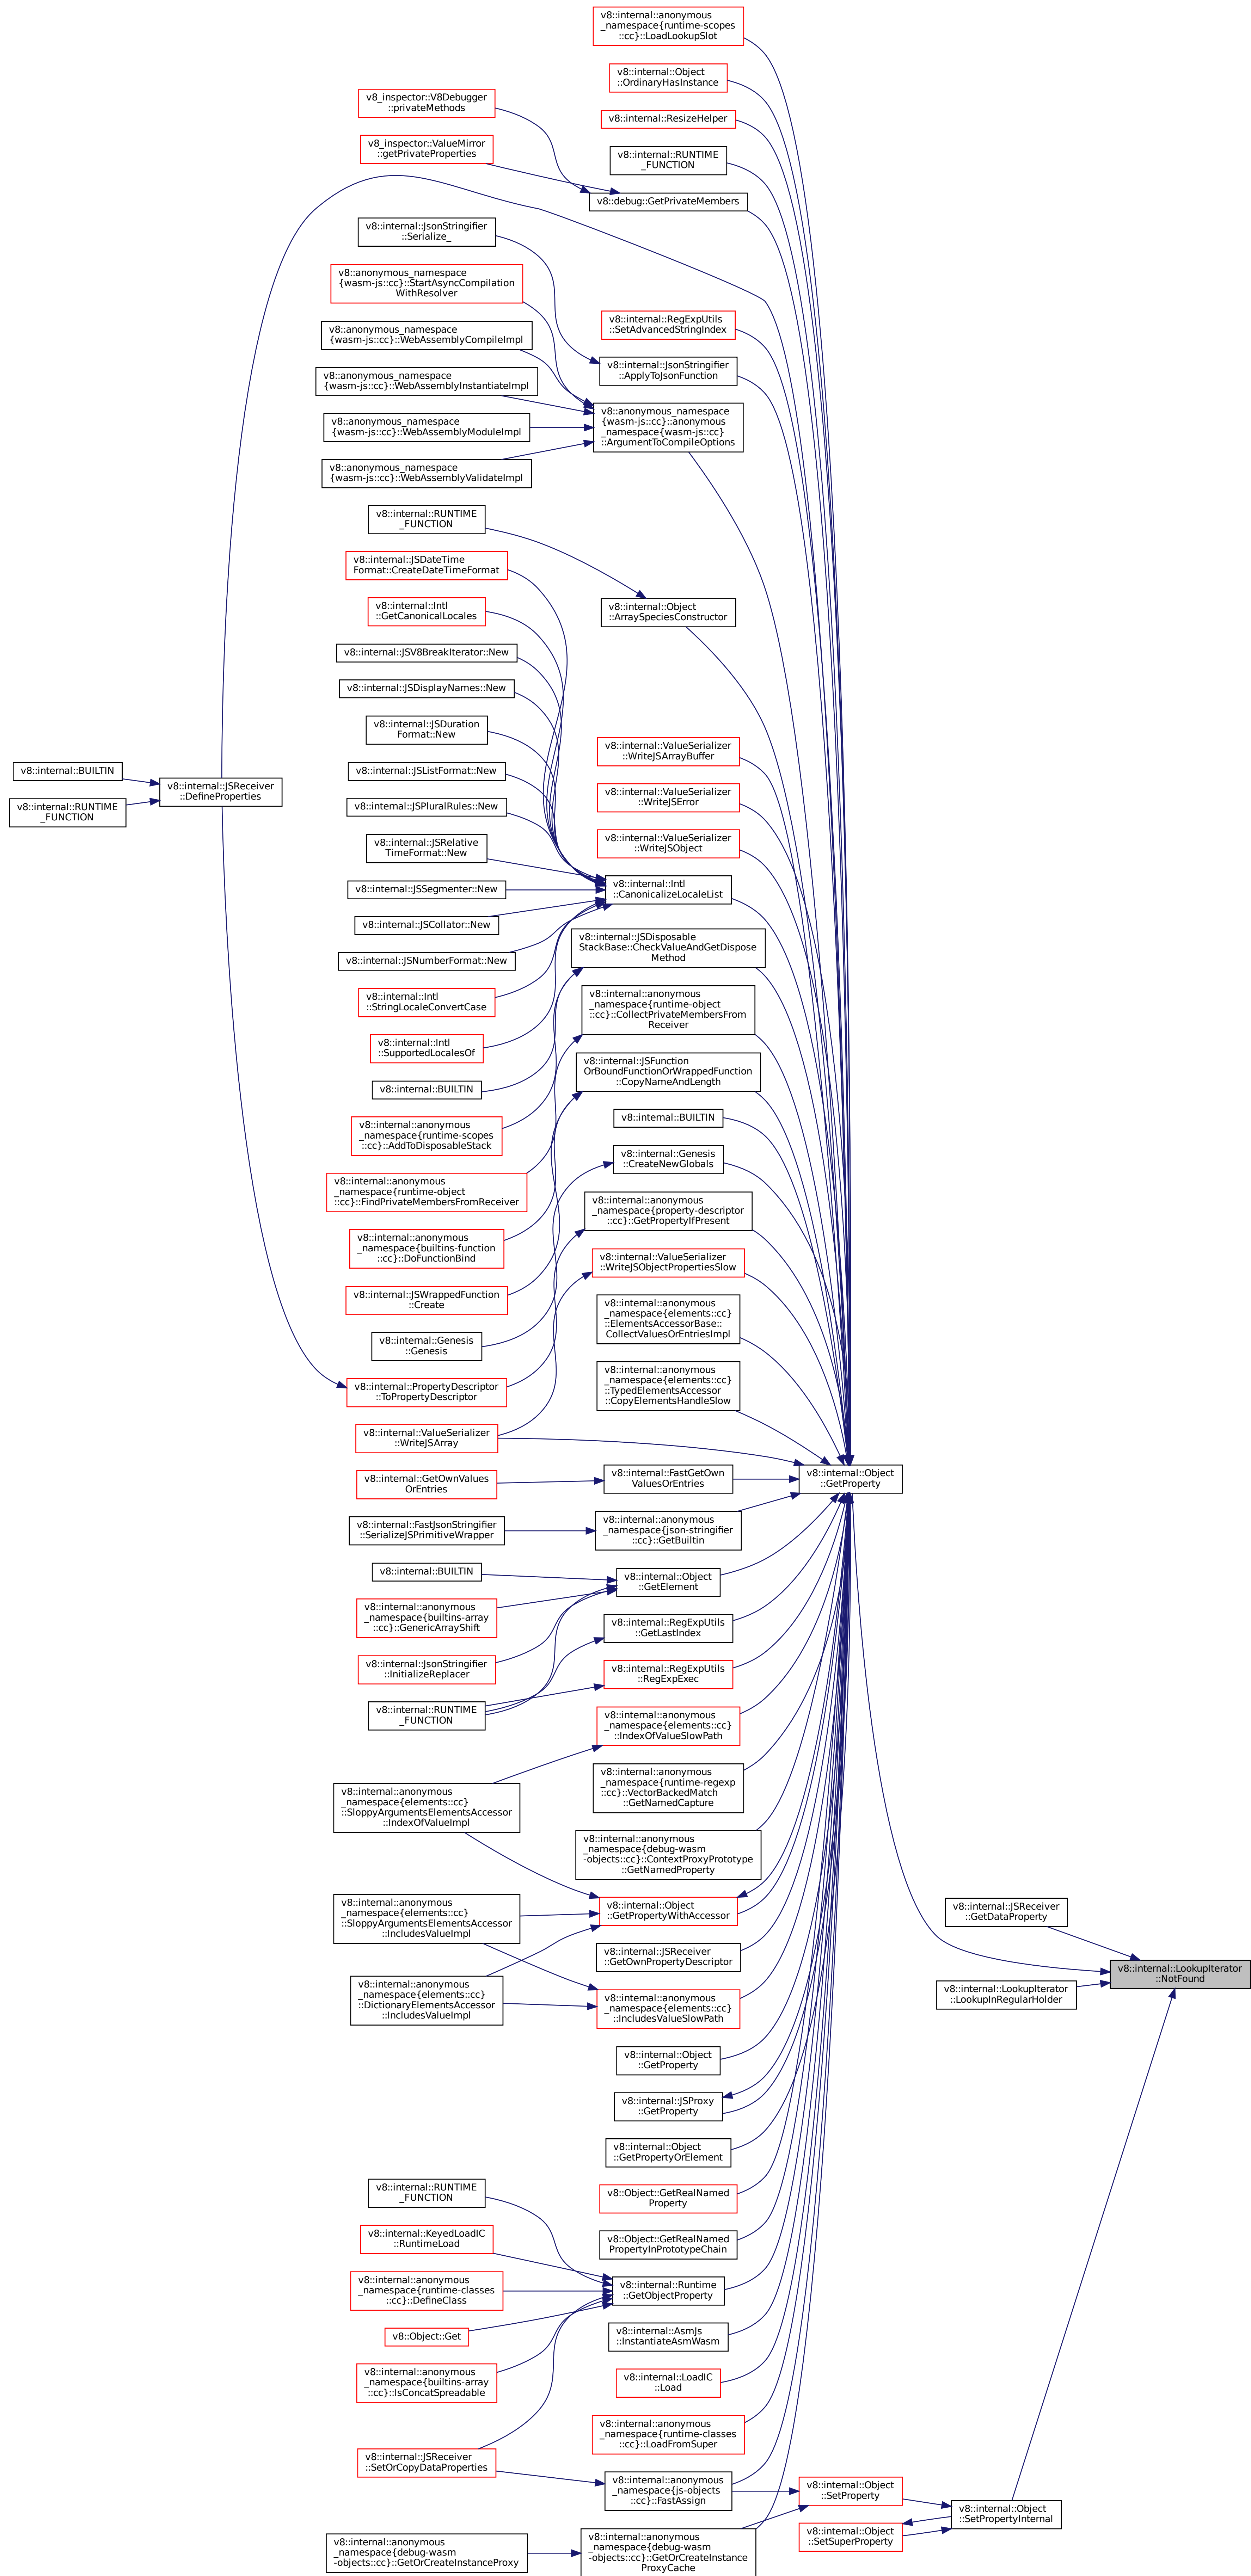 v8::internal::anonymous
_namespace{runtime-scopes
::cc}::LoadLookupSlot
v8::internal::Object
::OrdinaryHasInstance
v8_inspector::V8Debugger
::privateMethods
v8::internal::ResizeHelper
v8_inspector::ValueMirror
::getPrivateProperties
v8::internal::RUNTIME
_FUNCTION
v8::debug::GetPrivateMembers
v8::internal::JsonStringifier
::Serialize_
v8::anonymous_namespace
{wasm-js::cc}::StartAsyncCompilation
WithResolver
v8::internal::RegExpUtils
::SetAdvancedStringIndex
v8::anonymous_namespace
{wasm-js::cc}::WebAssemblyCompileImpl
v8::internal::JsonStringifier
::ApplyToJsonFunction
v8::anonymous_namespace
{wasm-js::cc}::WebAssemblyInstantiateImpl
v8::anonymous_namespace
{wasm-js::cc}::anonymous
_namespace{wasm-js::cc}
::ArgumentToCompileOptions
v8::anonymous_namespace
{wasm-js::cc}::WebAssemblyModuleImpl
v8::anonymous_namespace
{wasm-js::cc}::WebAssemblyValidateImpl
v8::internal::RUNTIME
_FUNCTION
v8::internal::JSDateTime
Format::CreateDateTimeFormat
v8::internal::Intl
::GetCanonicalLocales
v8::internal::Object
::ArraySpeciesConstructor
v8::internal::JSV8BreakIterator::New
v8::internal::JSDisplayNames::New
v8::internal::JSDuration
Format::New
v8::internal::ValueSerializer
::WriteJSArrayBuffer
v8::internal::BUILTIN
v8::internal::JSListFormat::New
v8::internal::JSReceiver
::DefineProperties
v8::internal::ValueSerializer
::WriteJSError
v8::internal::RUNTIME
_FUNCTION
v8::internal::JSPluralRules::New
v8::internal::JSRelative
TimeFormat::New
v8::internal::ValueSerializer
::WriteJSObject
v8::internal::JSSegmenter::New
v8::internal::Intl
::CanonicalizeLocaleList
v8::internal::JSCollator::New
v8::internal::JSNumberFormat::New
v8::internal::JSDisposable
StackBase::CheckValueAndGetDispose
Method
v8::internal::Intl
::StringLocaleConvertCase
v8::internal::anonymous
_namespace{runtime-object
::cc}::CollectPrivateMembersFrom
Receiver
v8::internal::Intl
::SupportedLocalesOf
v8::internal::BUILTIN
v8::internal::JSFunction
OrBoundFunctionOrWrappedFunction
::CopyNameAndLength
v8::internal::anonymous
_namespace{runtime-scopes
::cc}::AddToDisposableStack
v8::internal::BUILTIN
v8::internal::Genesis
::CreateNewGlobals
v8::internal::anonymous
_namespace{runtime-object
::cc}::FindPrivateMembersFromReceiver
v8::internal::anonymous
_namespace{property-descriptor
::cc}::GetPropertyIfPresent
v8::internal::anonymous
_namespace{builtins-function
::cc}::DoFunctionBind
v8::internal::ValueSerializer
::WriteJSObjectPropertiesSlow
v8::internal::JSWrappedFunction
::Create
v8::internal::anonymous
_namespace{elements::cc}
::ElementsAccessorBase::
CollectValuesOrEntriesImpl
v8::internal::Genesis
::Genesis
v8::internal::anonymous
_namespace{elements::cc}
::TypedElementsAccessor
::CopyElementsHandleSlow
v8::internal::PropertyDescriptor
::ToPropertyDescriptor
v8::internal::ValueSerializer
::WriteJSArray
v8::internal::Object
::GetProperty
v8::internal::GetOwnValues
OrEntries
v8::internal::FastGetOwn
ValuesOrEntries
v8::internal::FastJsonStringifier
::SerializeJSPrimitiveWrapper
v8::internal::anonymous
_namespace{json-stringifier
::cc}::GetBuiltin
v8::internal::BUILTIN
v8::internal::Object
::GetElement
v8::internal::anonymous
_namespace{builtins-array
::cc}::GenericArrayShift
v8::internal::RegExpUtils
::GetLastIndex
v8::internal::JsonStringifier
::InitializeReplacer
v8::internal::RegExpUtils
::RegExpExec
v8::internal::RUNTIME
_FUNCTION
v8::internal::anonymous
_namespace{elements::cc}
::IndexOfValueSlowPath
v8::internal::anonymous
_namespace{runtime-regexp
::cc}::VectorBackedMatch
::GetNamedCapture
v8::internal::anonymous
_namespace{elements::cc}
::SloppyArgumentsElementsAccessor
::IndexOfValueImpl
v8::internal::anonymous
_namespace{debug-wasm
-objects::cc}::ContextProxyPrototype
::GetNamedProperty
v8::internal::anonymous
_namespace{elements::cc}
::SloppyArgumentsElementsAccessor
::IncludesValueImpl
v8::internal::Object
::GetPropertyWithAccessor
v8::internal::JSReceiver
::GetDataProperty
v8::internal::JSReceiver
::GetOwnPropertyDescriptor
v8::internal::LookupIterator
::NotFound
v8::internal::anonymous
_namespace{elements::cc}
::DictionaryElementsAccessor
::IncludesValueImpl
v8::internal::anonymous
_namespace{elements::cc}
::IncludesValueSlowPath
v8::internal::LookupIterator
::LookupInRegularHolder
v8::internal::Object
::GetProperty
v8::internal::JSProxy
::GetProperty
v8::internal::Object
::GetPropertyOrElement
v8::internal::RUNTIME
_FUNCTION
v8::Object::GetRealNamed
Property
v8::internal::KeyedLoadIC
::RuntimeLoad
v8::Object::GetRealNamed
PropertyInPrototypeChain
v8::internal::anonymous
_namespace{runtime-classes
::cc}::DefineClass
v8::internal::Runtime
::GetObjectProperty
v8::Object::Get
v8::internal::AsmJs
::InstantiateAsmWasm
v8::internal::anonymous
_namespace{builtins-array
::cc}::IsConcatSpreadable
v8::internal::LoadIC
::Load
v8::internal::anonymous
_namespace{runtime-classes
::cc}::LoadFromSuper
v8::internal::JSReceiver
::SetOrCopyDataProperties
v8::internal::anonymous
_namespace{js-objects
::cc}::FastAssign
v8::internal::Object
::SetProperty
v8::internal::Object
::SetPropertyInternal
v8::internal::Object
::SetSuperProperty
v8::internal::anonymous
_namespace{debug-wasm
-objects::cc}::GetOrCreateInstanceProxy
v8::internal::anonymous
_namespace{debug-wasm
-objects::cc}::GetOrCreateInstance
ProxyCache